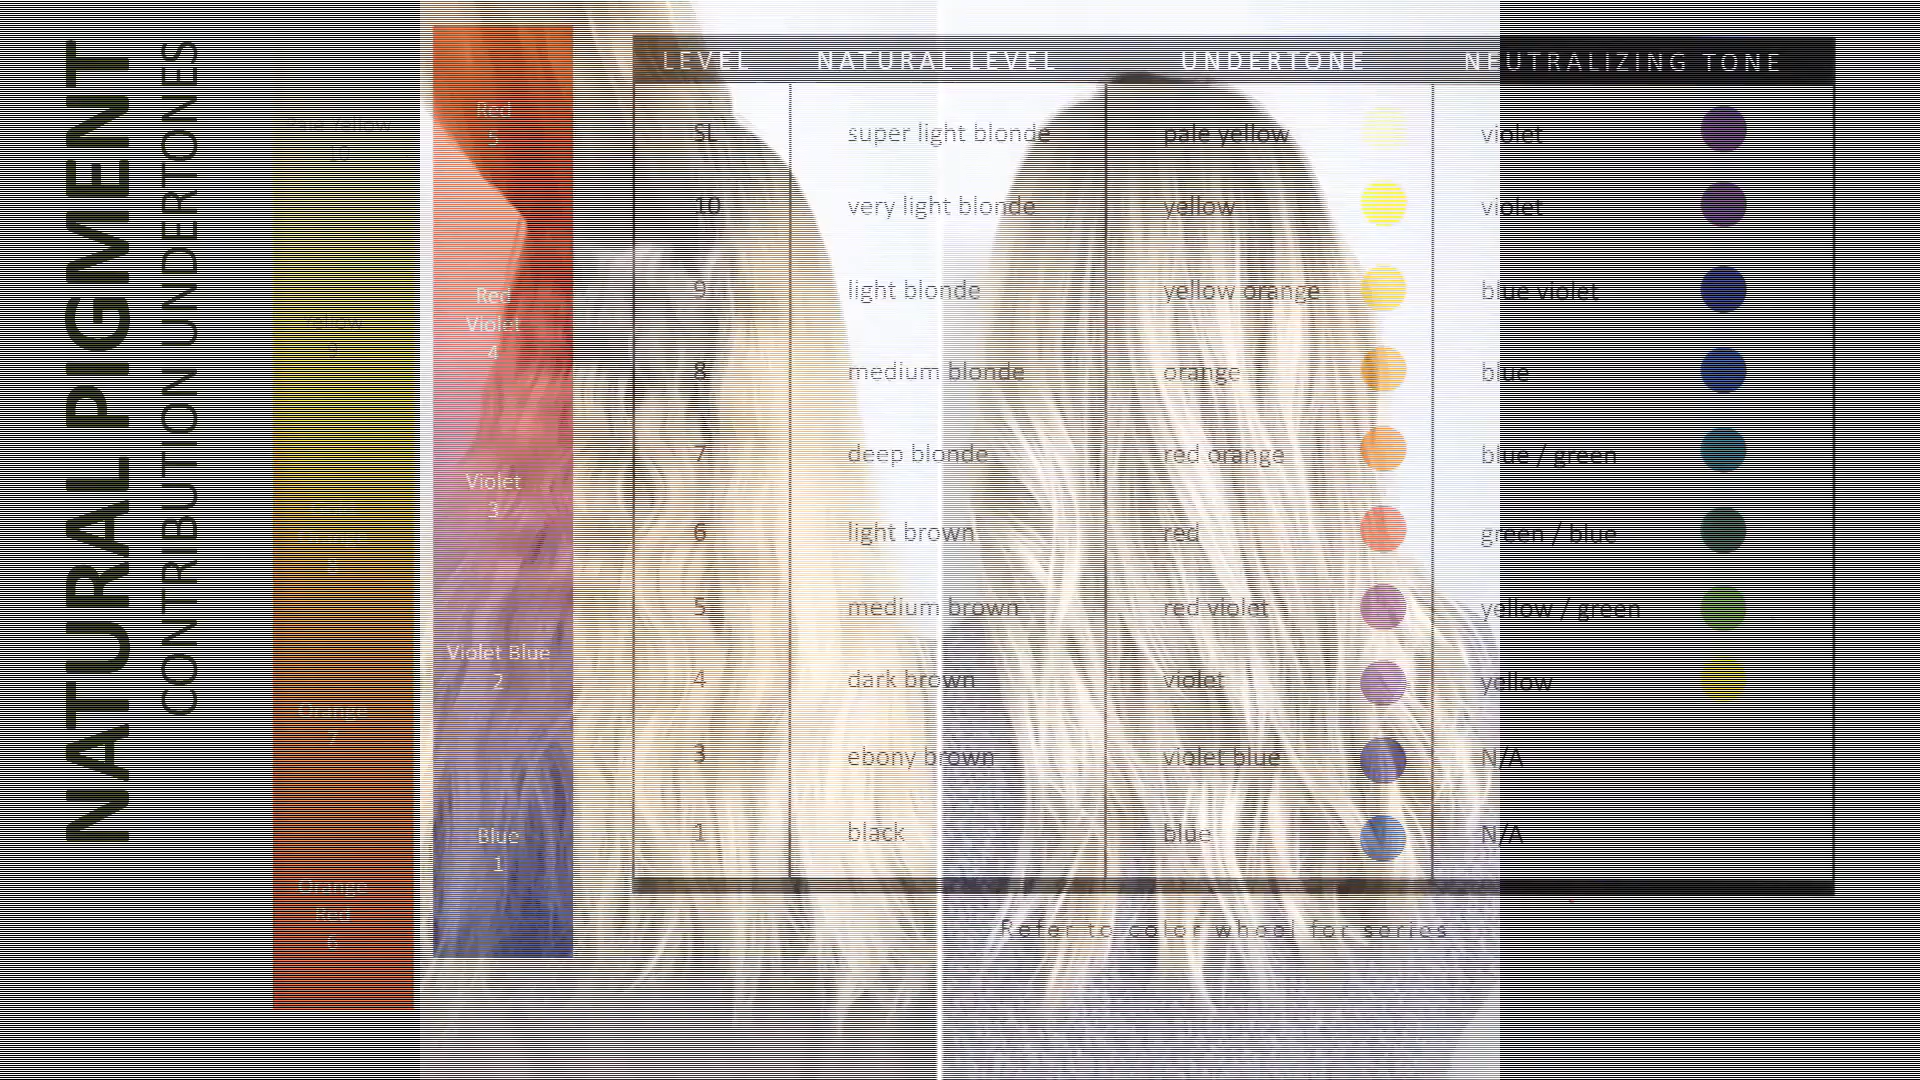 NATURAL PIGMENT
CONTRIBUTION UNDERTONES
Yellow
9
Orange
7
Orange
Red
6
Red
5
Red
Violet
4
Violet
3
Violet Blue
2
Blue
1
LEVEL NATURAL LEVEL UNDERTONE NEUTRALIZING TONE
SL super light blonde pale yellow violet
10 very light blonde yellow violet
9 light blonde yellow orange blue violet
8 medium blonde orange blue
7 deep blonde red orange blue / green
6 light brown red green / blue
5 medium brown red violet yellow / green
4 dark brown violet yellow
3 ebony brown violet blue N/A
1 black blue N/A
Refer to color wheel for series